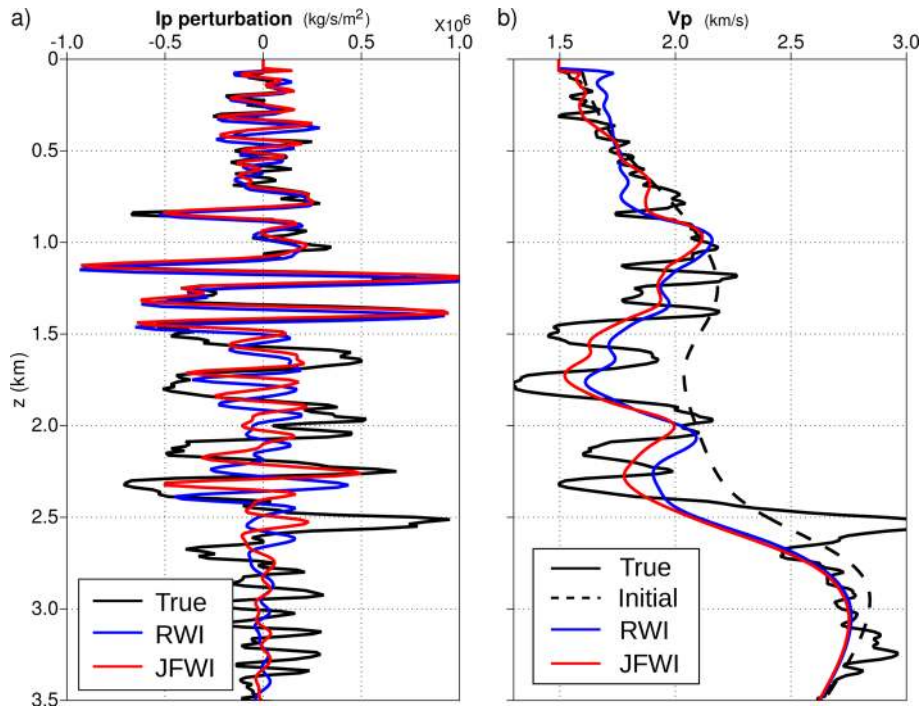 a) Ip perturbation (kg/s/m²)
X10⁶
-1.0 -0.5 0 0.5 1.0
0
0.5
1.0
1.5
2.0
2.5
3.0
3.5
z (km)
True
RWI
JFWI
b) Vp (km/s)
1.5 2.0 2.5 3.0
True
Initial
RWI
JFWI